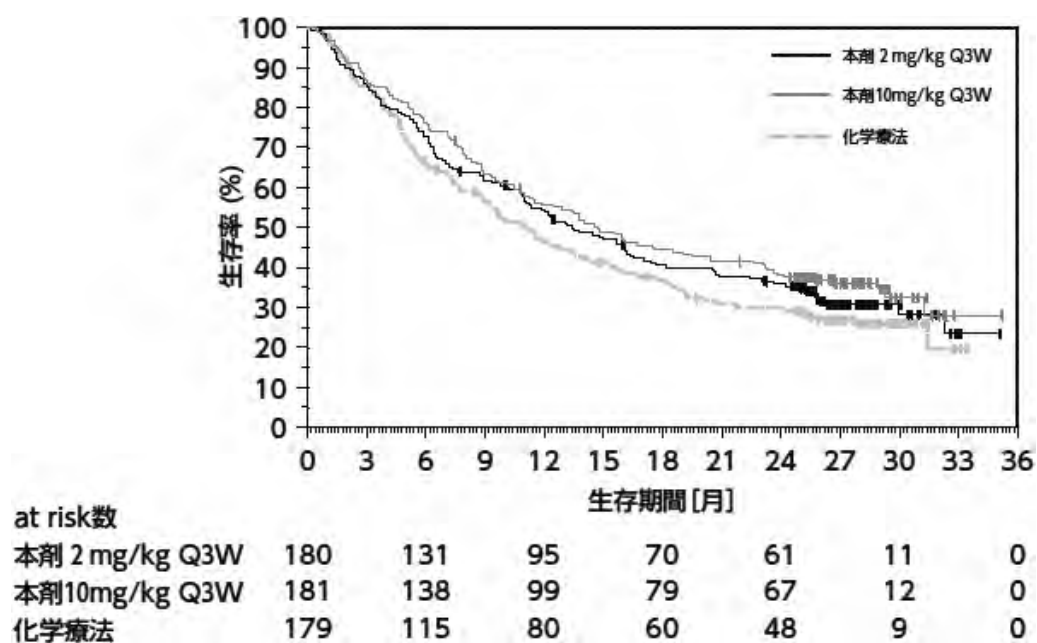 100
90
80
70
60
50
40
30
20
10
0
生存率 (%)
本剤 2 mg/kg Q3W
本剤10mg/kg Q3W
化学療法
0 3 6 9 12 15 18 21 24 27 30 33 36
生存期間 [月]
at risk数
本剤 2 mg/kg Q3W 180 131 95 70 61 11 0
本剤10mg/kg Q3W 181 138 99 79 67 12 0
化学療法 179 115 80 60 48 9 0